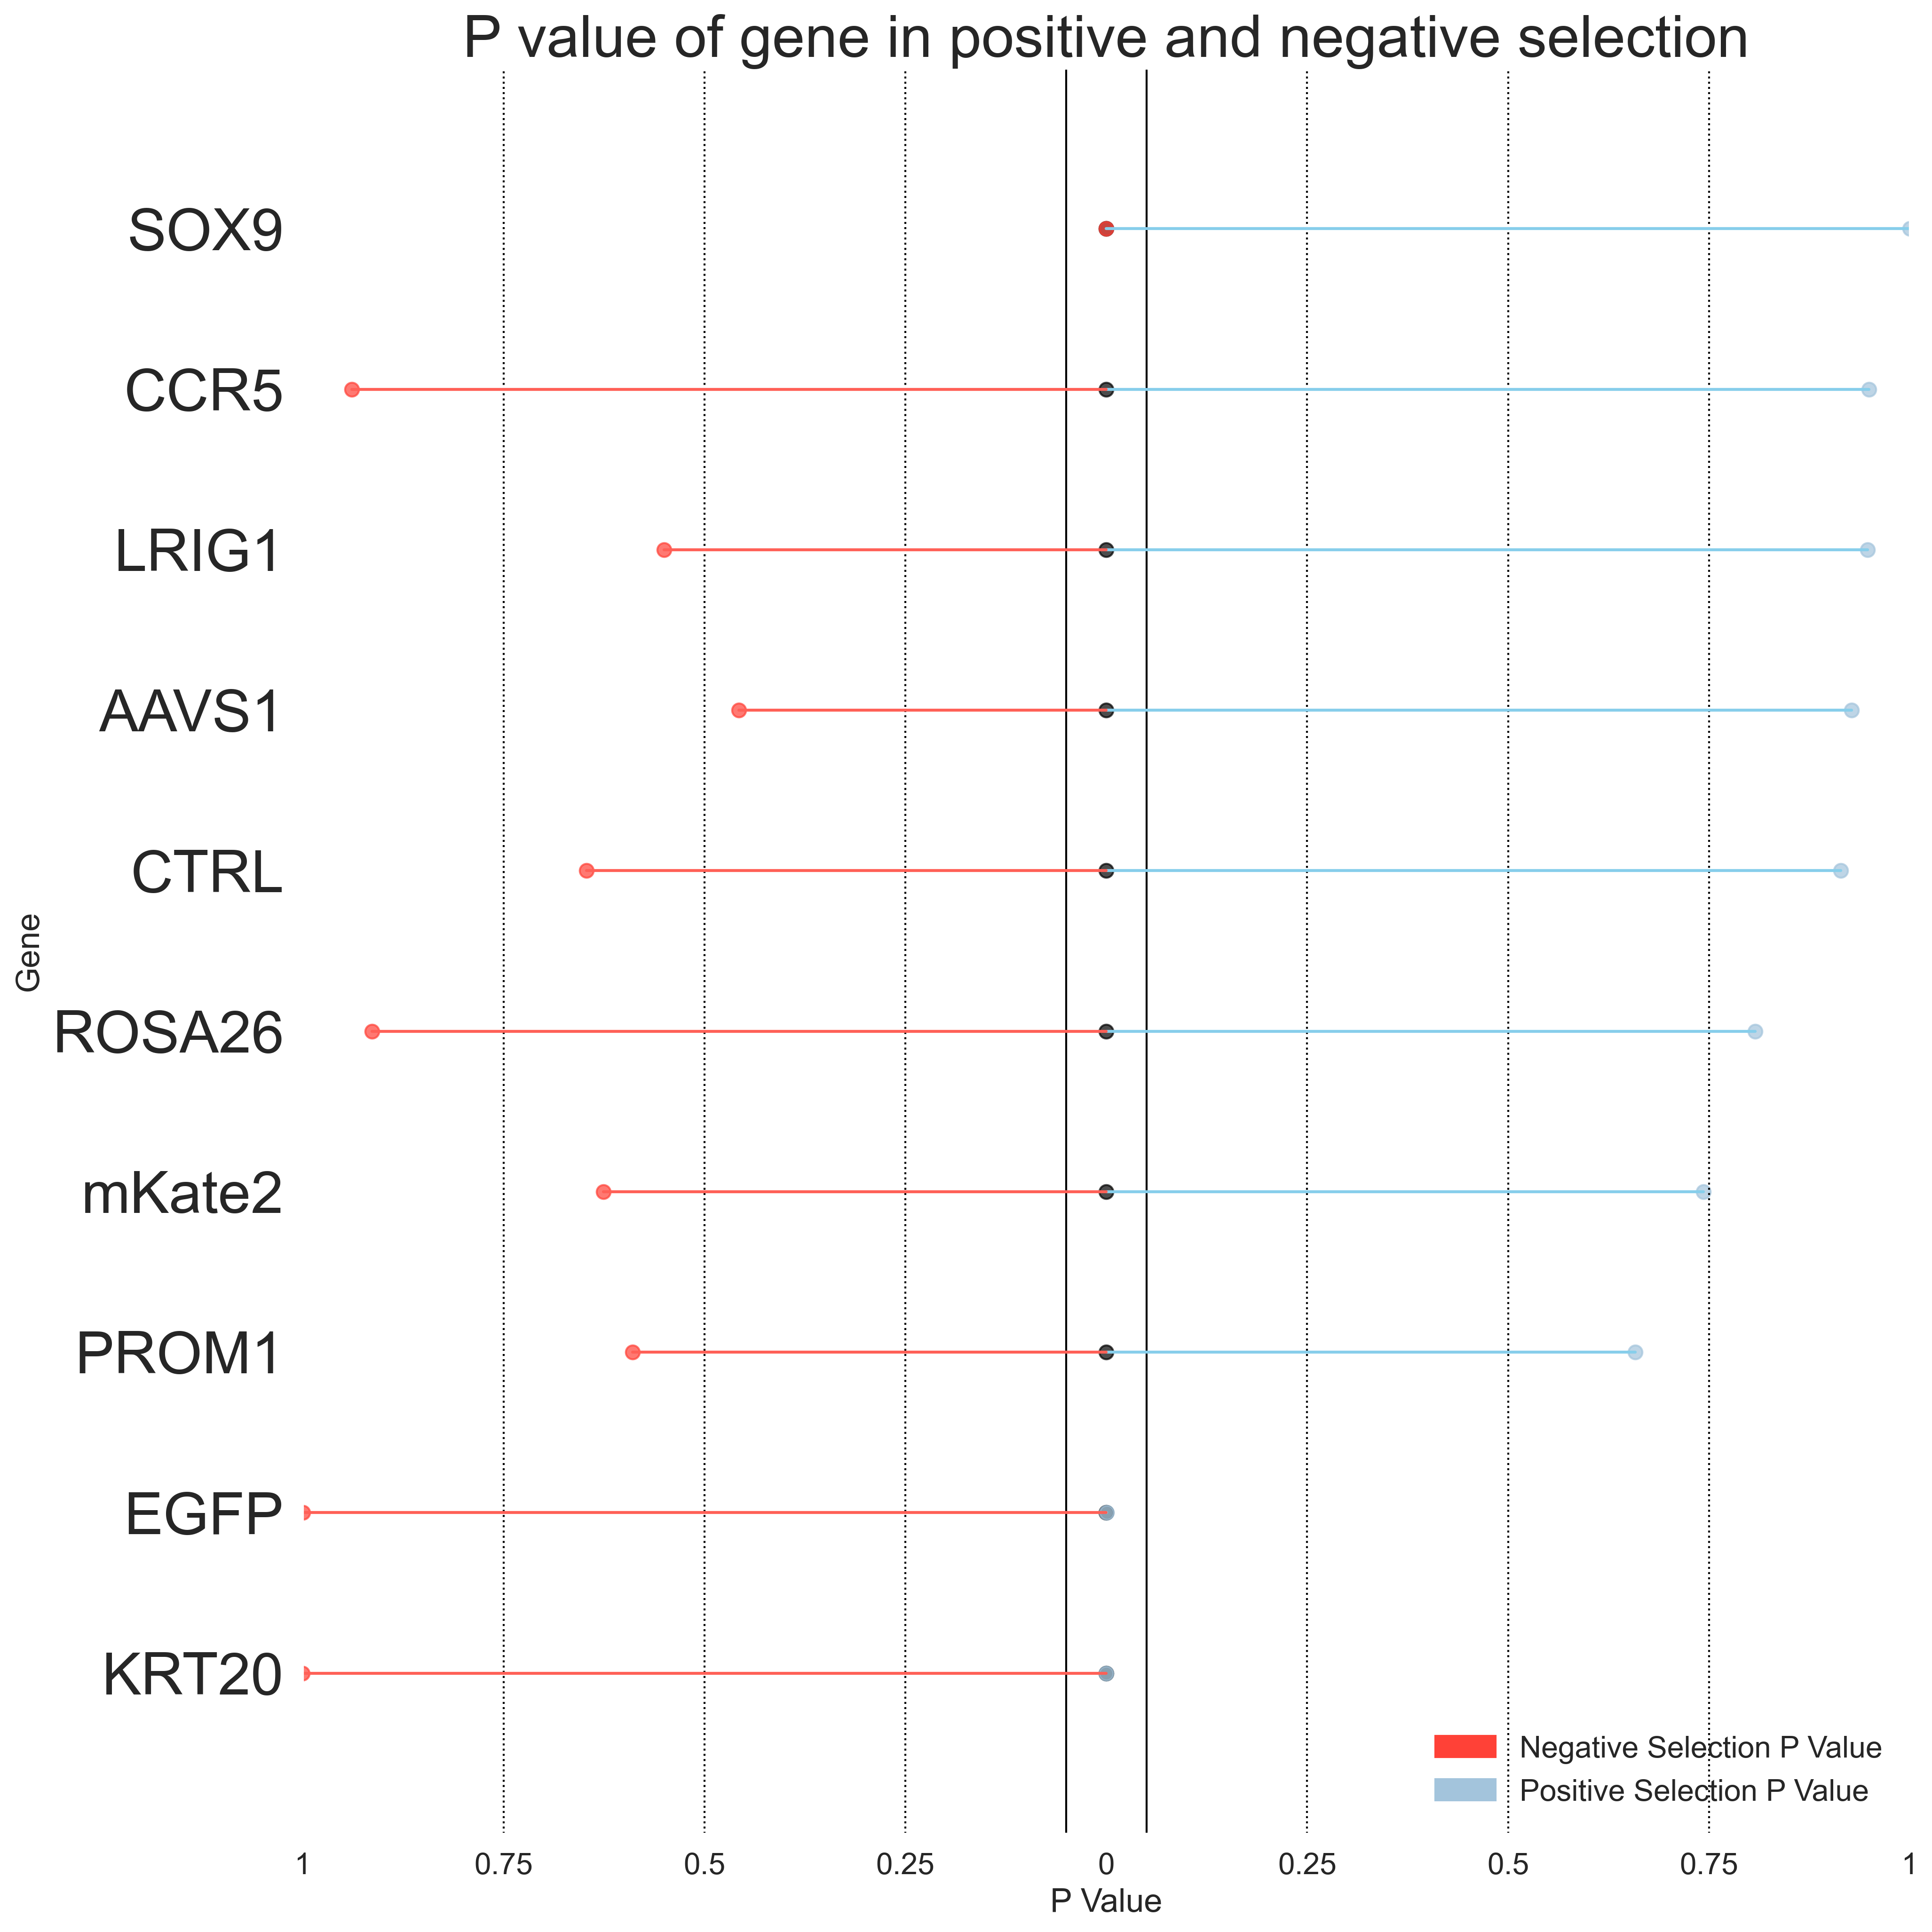 P value of gene in positive and negative selection
SOX9
CCR5
LRIG1
AAVS1
CTRL
Gene
ROSA26
mKate2
PROM1
EGFP
KRT20
Negative Selection P Value
Positive Selection P Value
1 0.75 0.5 0.25 0 0.25 0.5 0.75 1
P Value